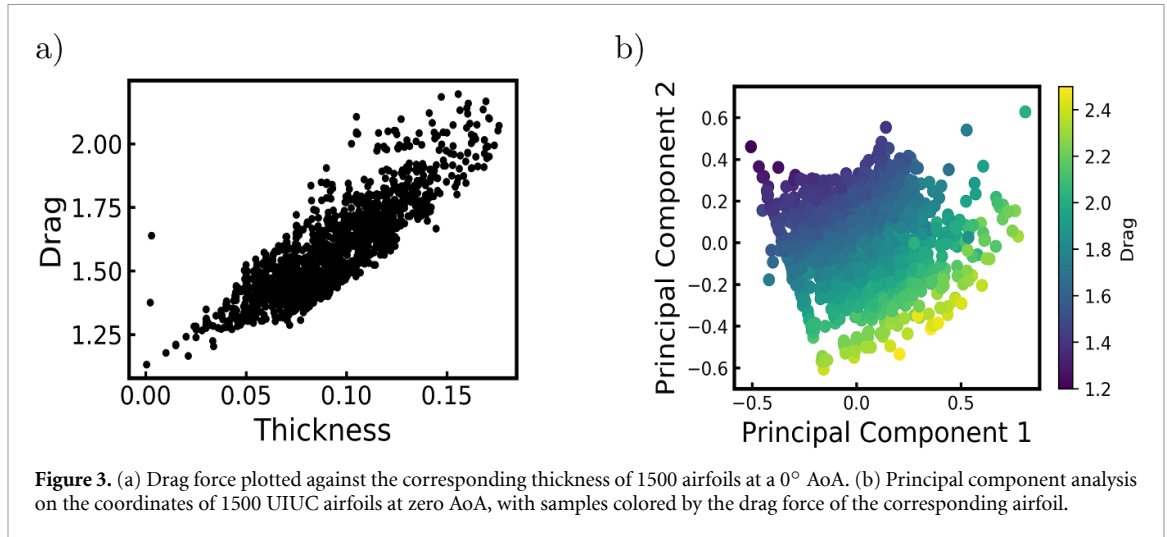 a)
b)
Drag
2.00
1.75
1.50
1.25
0.00
0.05
0.10
0.15
Thickness
Principal Component 2
0.6
0.4
0.2
0.0
−0.2
−0.4
−0.6
−0.5
0.0
0.5
Principal Component 1
2.4
2.2
2.0
1.8
1.6
1.4
1.2
Drag
Figure 3. (a) Drag force plotted against the corresponding thickness of 1500 airfoils at a 0° AoA. (b) Principal component analysis
on the coordinates of 1500 UIUC airfoils at zero AoA, with samples colored by the drag force of the corresponding airfoil.